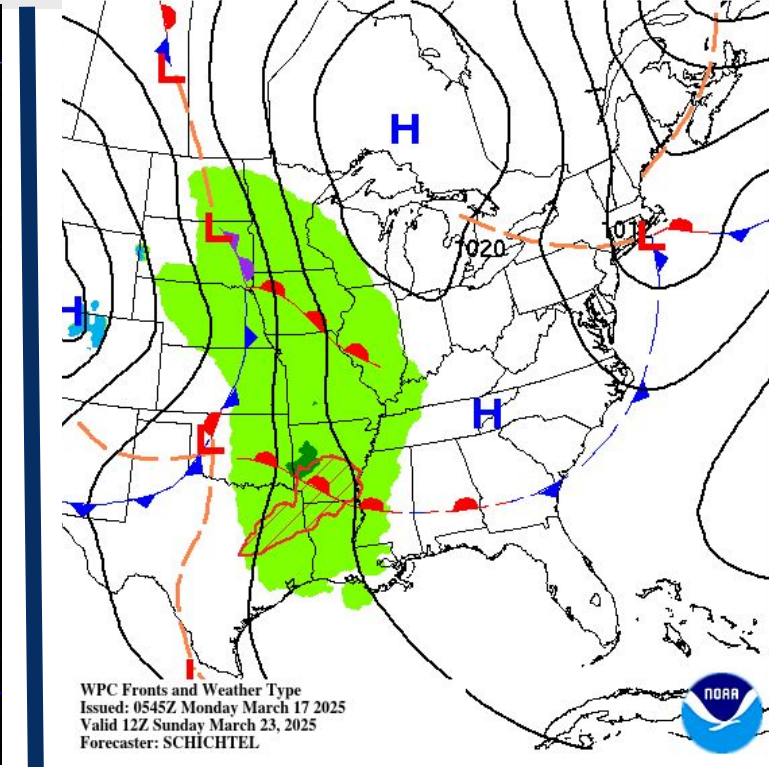 L
H
L
1020
101
L
H
H
L
L
WPC Fronts and Weather Type
Issued: 0545Z Monday March 17 2025
Valid 12Z Sunday March 23, 2025
Forecaster: SCHICHTEL
NOAA